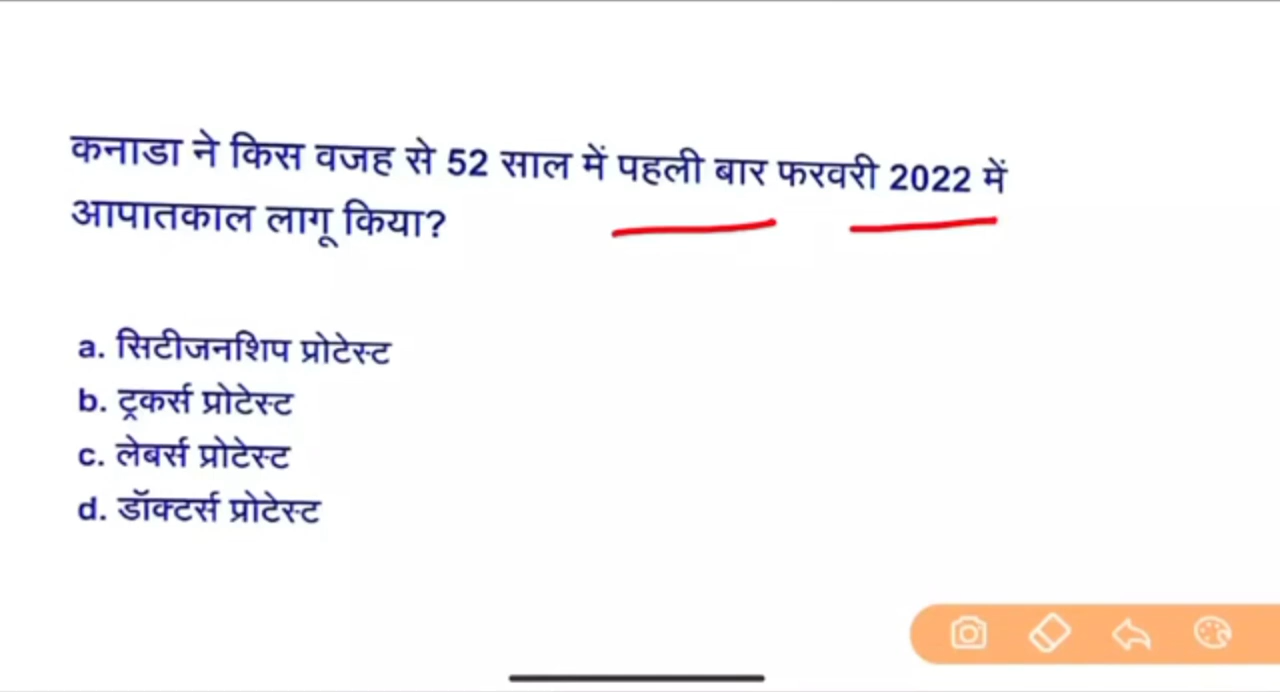 कनाडा ने किस वजह से 52 साल में पहली बार फरवरी 2022 में
आपातकाल लागू किया?
a. सिटीजनशिप प्रोटेस्ट
b. ट्रकर्स प्रोटेस्ट
c. लेबर्स प्रोटेस्ट
d. डॉक्टर्स प्रोटेस्ट